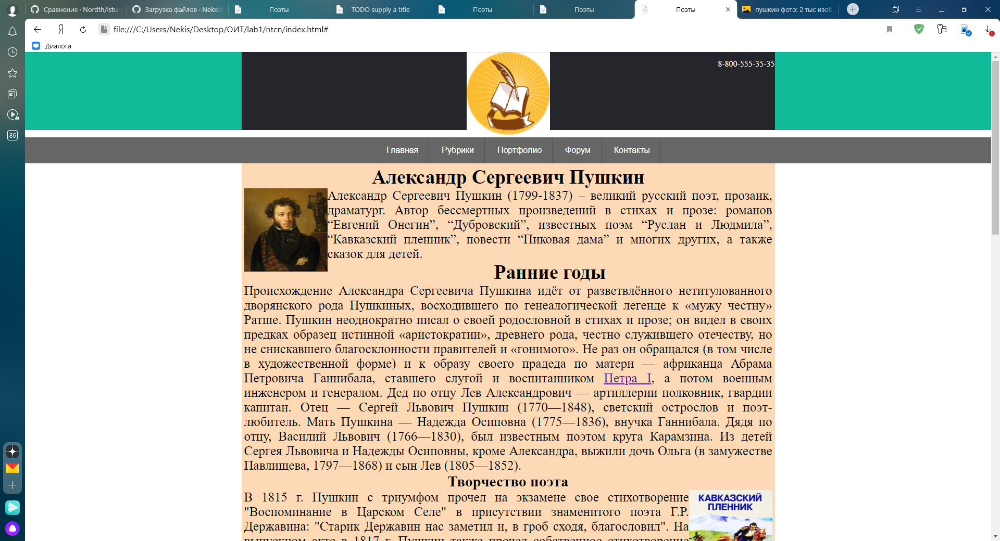 Сравнение · Nordth/istu-
Загрузка файлов · Nekis1
Поэты
TODO supply a title
Поэты
Поэты
Поэты
пушкин фото: 2 тыс изоб
file:///C:/Users/Nekis/Desktop/ОИТ/lab1/ntcn/index.html#
Диалоги
86
8-800-555-35-35
Главная
Рубрики
Портфолио
Форум
Контакты
Александр Сергеевич Пушкин
Александр Сергеевич Пушкин (1799-1837) – великий русский поэт, прозаик,
драматург. Автор бессмертных произведений в стихах и прозе: романов
“Евгений Онегин”, “Дубровский”, известных поэм “Руслан и Людмила”,
“Кавказский пленник”, повести “Пиковая дама” и многих других, а также
сказок для детей.
Ранние годы
Происхождение Александра Сергеевича Пушкина идёт от разветвлённого нетитулованного
дворянского рода Пушкиных, восходившего по генеалогической легенде к «мужу честну»
Ратше. Пушкин неоднократно писал о своей родословной в стихах и прозе; он видел в своих
предках образец истинной «аристократии», древнего рода, честно служившего отечеству, но
не снискавшего благосклонности правителей и «гонимого». Не раз он обращался (в том числе
в художественной форме) и к образу своего прадеда по матери — африканца Абрама
Петровича Ганнибала, ставшего слугой и воспитанником Петра I, а потом военным
инженером и генералом. Дед по отцу Лев Александрович — артиллерии полковник, гвардии
капитан. Отец — Сергей Львович Пушкин (1770—1848), светский острослов и поэт-
любитель. Мать Пушкина — Надежда Осиповна (1775—1836), внучка Ганнибала. Дядя по
отцу, Василий Львович (1766—1830), был известным поэтом круга Карамзина. Из детей
Сергея Львовича и Надежды Осиповны, кроме Александра, выжили дочь Ольга (в замужестве
Павлищева, 1797—1868) и сын Лев (1805—1852).
Творчество поэта
В 1815 г. Пушкин с триумфом прочел на экзамене свое стихотворение
"Воспоминание в Царском Селе" в присутствии знаменитого поэта Г.Р.
Державина: "Старик Державин нас заметил и, в гроб сходя, благословил". На
выпускном акте в 1817 г. Пушкин также прочел собственное стихотворение
КАВКАЗСКИЙ
ПЛЕННИК